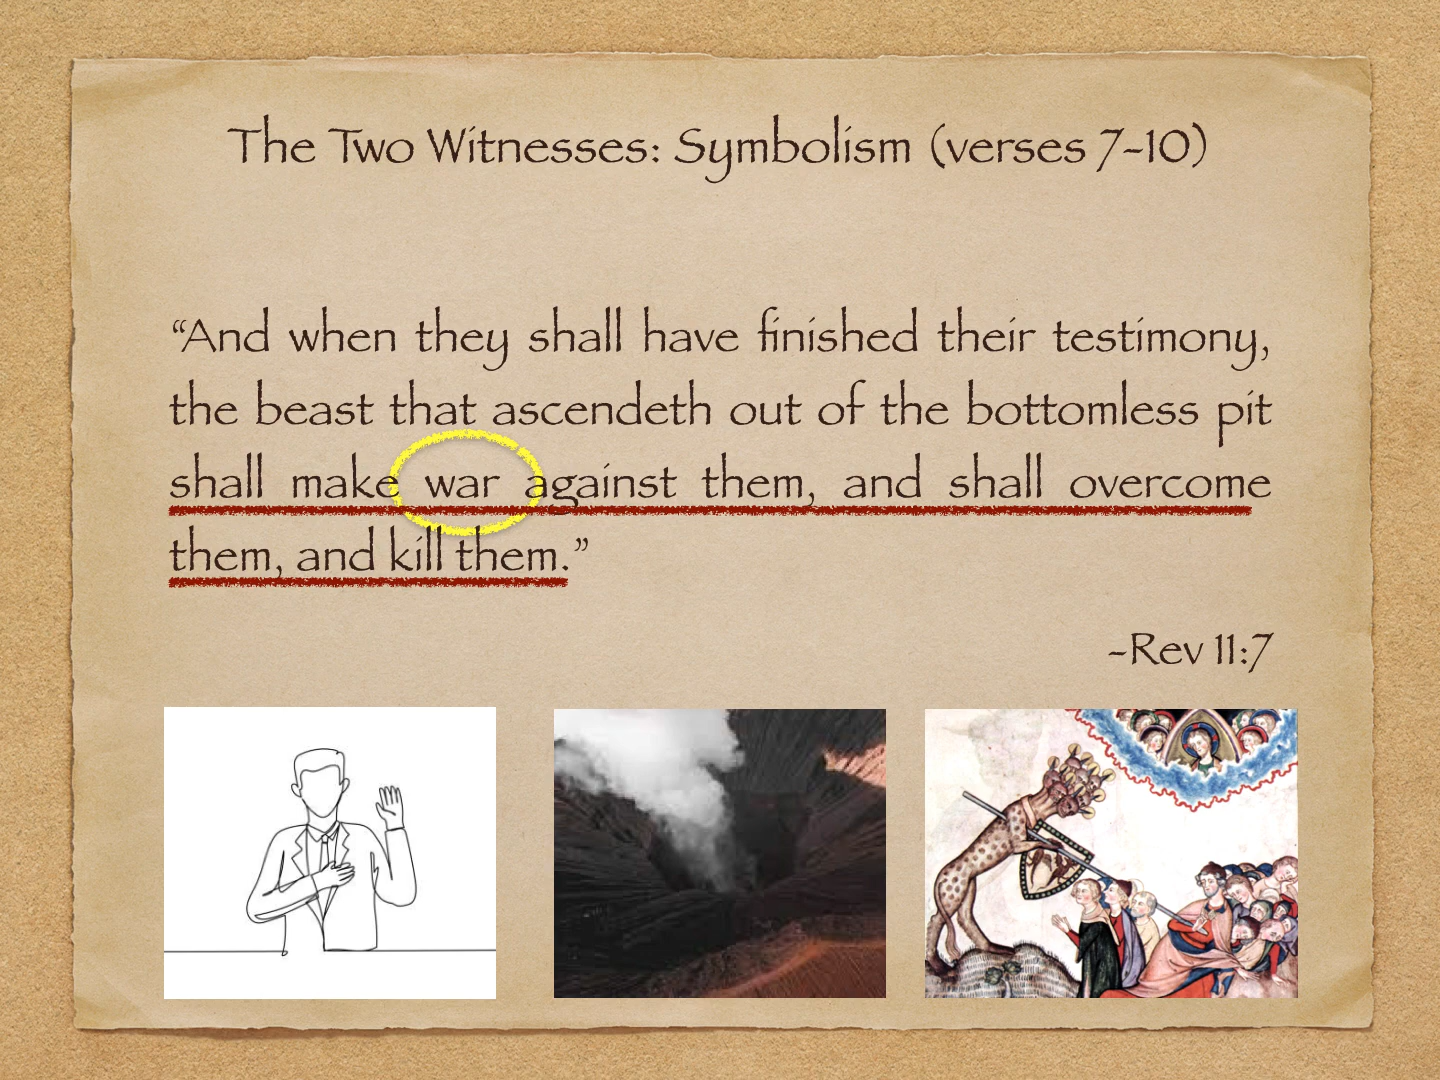 The Two Witnesses: Symbolism (verses 7-10)
“And when they shall have finished their testimony,
the beast that ascendeth out of the bottomless pit
shall make war against them, and shall overcome
them, and kill them.”
-Rev 11:7